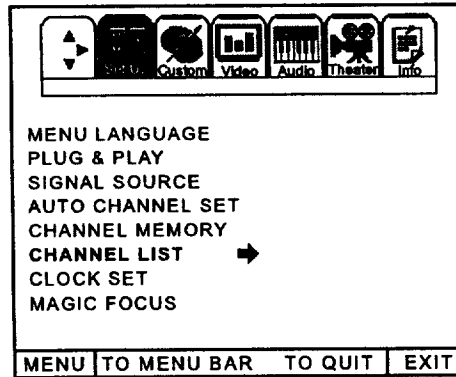 Setup Custom Video Audio Theater Info
MENU LANGUAGE
PLUG & PLAY
SIGNAL SOURCE
AUTO CHANNEL SET
CHANNEL MEMORY
CHANNEL LIST
CLOCK SET
MAGIC FOCUS
MENU TO MENU BAR TO QUIT EXIT